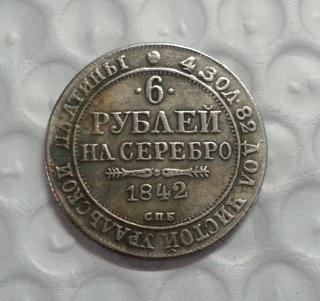 ·6·
РУБЛЕЙ
НА СЕРЕБРО
1842
СПБ
4 ЗОЛ· 82 ДОЛ· ЧИСТОЙ УРАЛЬСКОЙ ПЛАТИНЫ